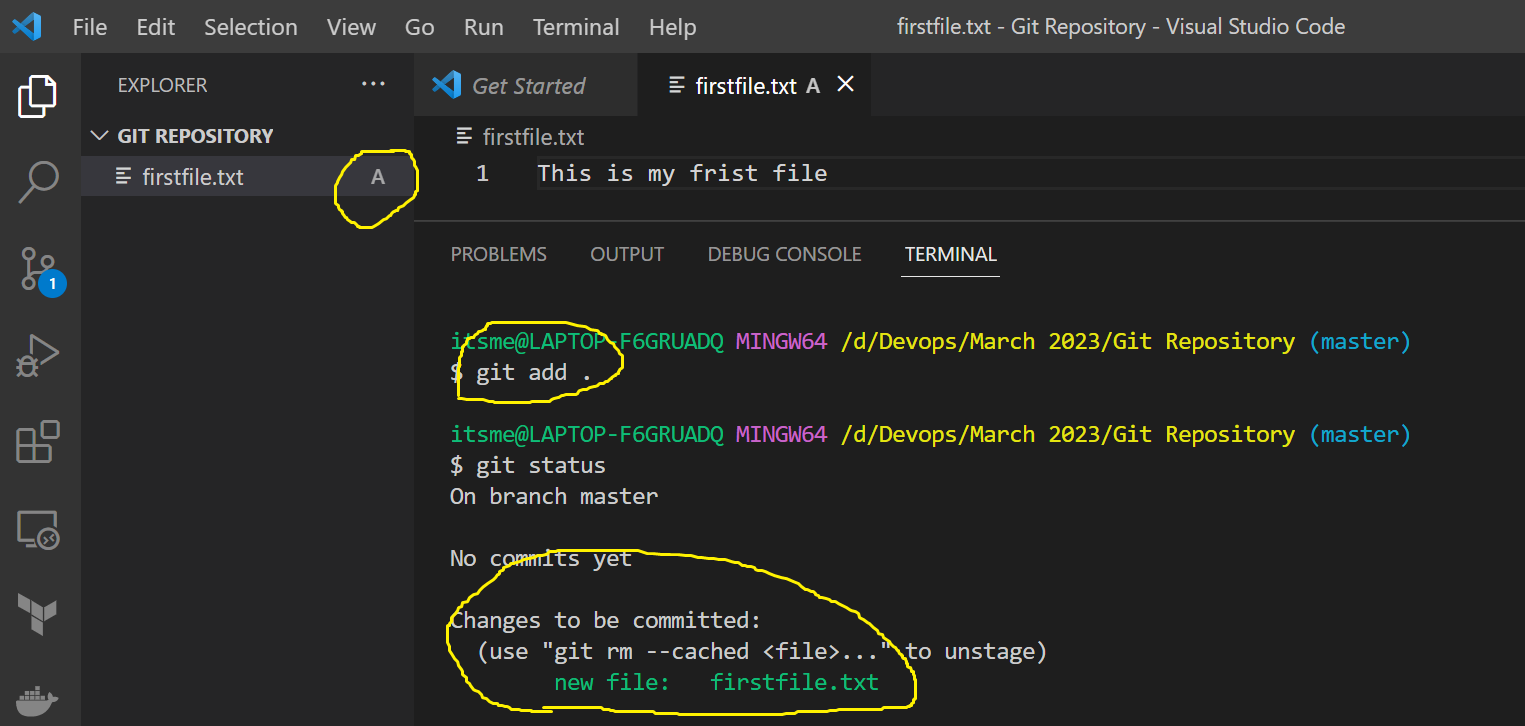 File Edit Selection View Go Run Terminal Help firstfile.txt - Git Repository - Visual Studio Code
EXPLORER ··· Get Started firstfile.txt A
GIT REPOSITORY firstfile.txt
firstfile.txt A 1 This is my frist file
PROBLEMS OUTPUT DEBUG CONSOLE TERMINAL
1
itsme@LAPTOP-F6GRUADQ MINGW64 /d/Devops/March 2023/Git Repository (master)
$ git add .
itsme@LAPTOP-F6GRUADQ MINGW64 /d/Devops/March 2023/Git Repository (master)
$ git status
On branch master
No commits yet
Changes to be committed:
(use "git rm --cached <file>..." to unstage)
new file: firstfile.txt